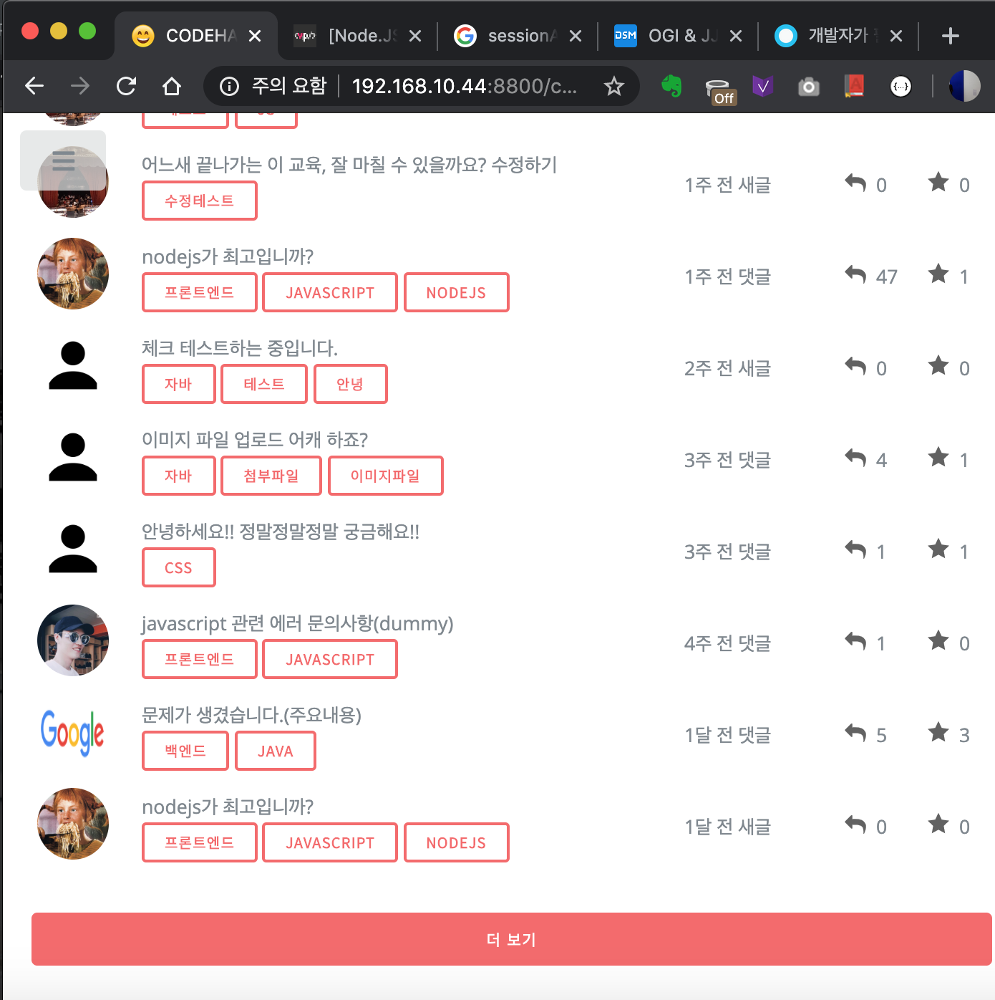 CODEHA
[Node.JS
sessionA
DSM OGI & JJ
개발자가
주의 요함 192.168.10.44:8800/c...
Off
어느새 끝나가는 이 교육, 잘 마칠 수 있을까요? 수정하기
수정테스트
1주 전 새글 0 0
nodejs가 최고입니까?
프론트엔드 JAVASCRIPT NODEJS
1주 전 댓글 47 1
체크 테스트하는 중입니다.
자바 테스트 안녕
2주 전 새글 0 0
이미지 파일 업로드 어캐 하죠?
자바 첨부파일 이미지파일
3주 전 댓글 4 1
안녕하세요!! 정말정말정말 궁금해요!!
CSS
3주 전 댓글 1 1
javascript 관련 에러 문의사항(dummy)
프론트엔드 JAVASCRIPT
4주 전 댓글 1 0
Google
문제가 생겼습니다.(주요내용)
백엔드 JAVA
1달 전 댓글 5 3
nodejs가 최고입니까?
프론트엔드 JAVASCRIPT NODEJS
1달 전 새글 0 0
더 보기